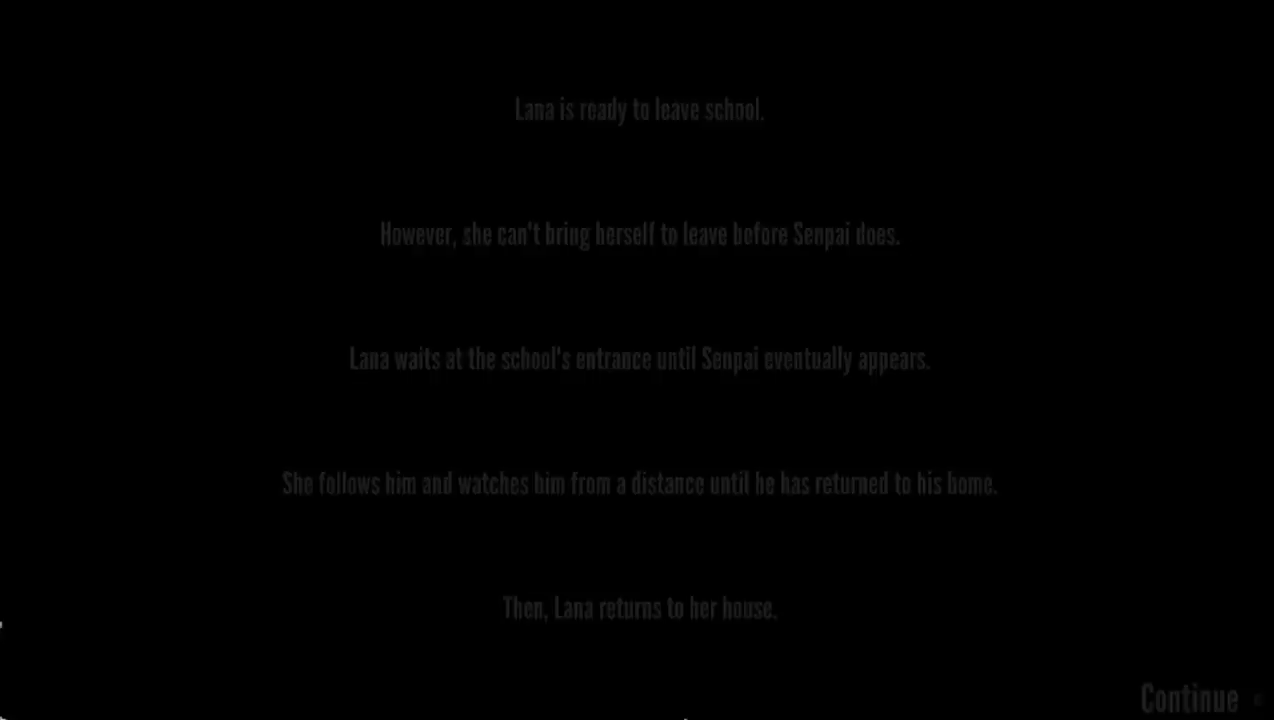 Lana is ready to leave school.
However, she can't bring herself to leave before Senpai does.
Lana waits at the school's entrance until Senpai eventually appears.
She follows him and watches him from a distance until he has returned to his home.
Then, Lana returns to her house.
Continue